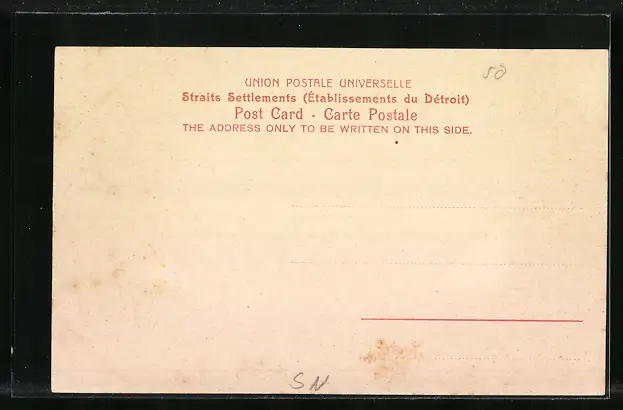 50
UNION POSTALE UNIVERSELLE
Straits Settlements (Établissements du Détroit)
Post Card - Carte Postale
THE ADDRESS ONLY TO BE WRITTEN ON THIS SIDE.
SN